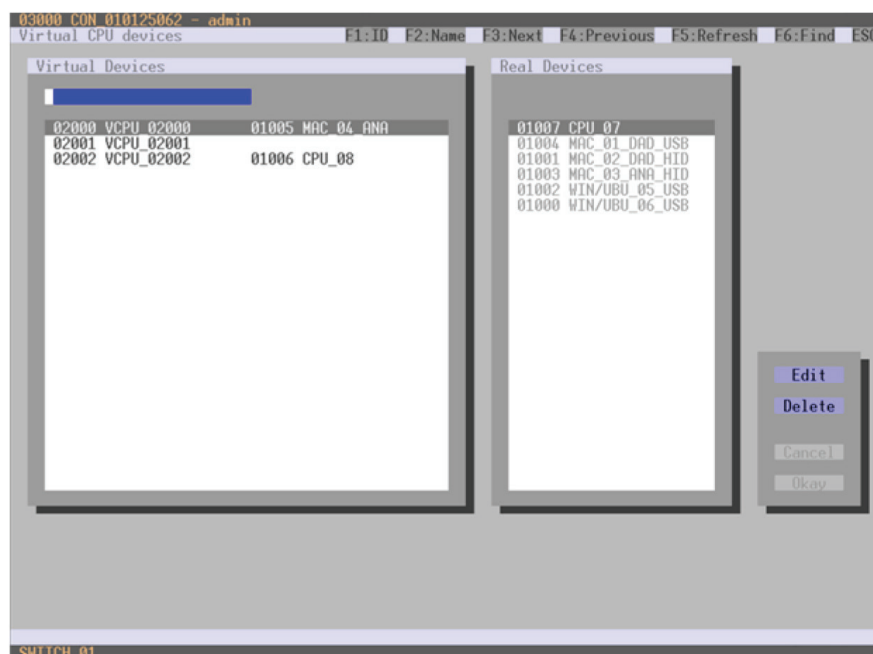 03000 CON_010125062 - admin
Virtual CPU devices F1:ID F2:Name F3:Next F4:Previous F5:Refresh F6:Find ESC
Virtual Devices
02000 VCPU_02000 01005 MAC_04_ANA
02001 VCPU_02001
02002 VCPU_02002 01006 CPU_08
Real Devices
01007 CPU_07
01004 MAC_01_DAD_USB
01001 MAC_02_DAD_HID
01003 MAC_03_ANA_HID
01002 WIN/UBU_05_USB
01000 WIN/UBU_06_USB
Edit
Delete
Cancel
Okay
SWITCH_01